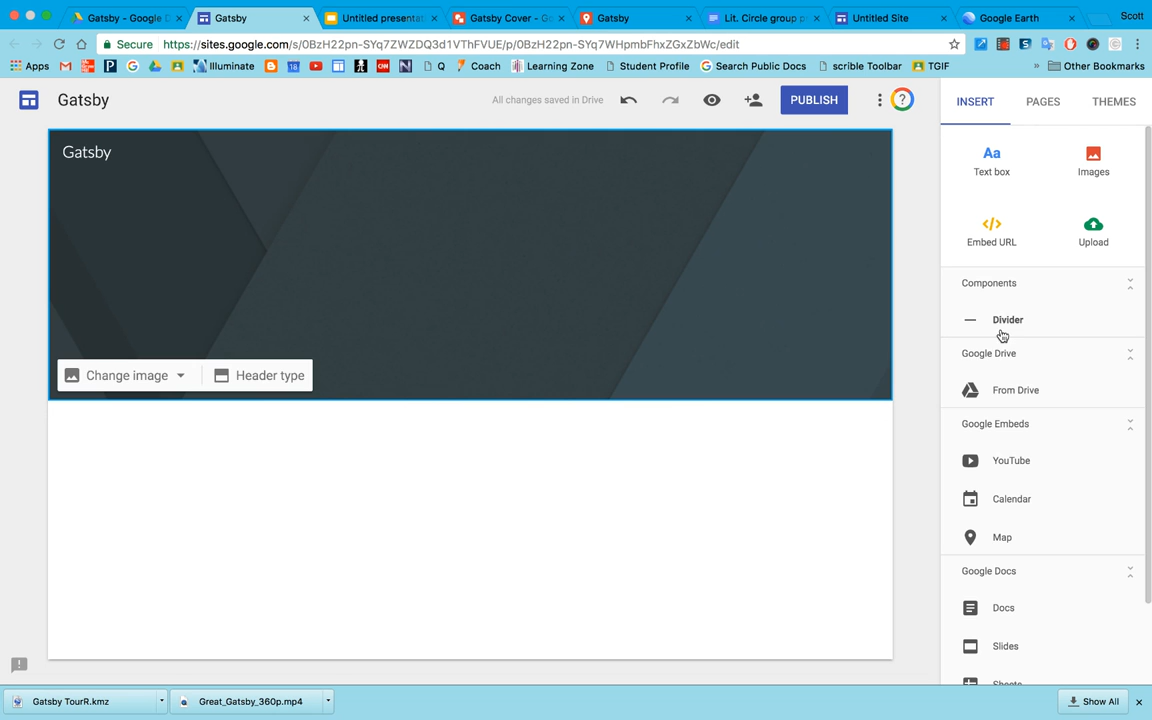 Gatsby – Google D
Gatsby
Untitled presentat
Gatsby Cover – Go
Gatsby
Lit. Circle group p
Untitled Site
Google Earth
Scott
Secure https://sites.google.com/s/0BzH22pn-SYq7ZWZDQ3d1VThFVUE/p/0BzH22pn-SYq7WHpmbFhxZGxZbWc/edit
Apps Illuminate Q Coach Learning Zone Student Profile Search Public Docs scrible Toolbar TGIF » Other Bookmarks
Gatsby
All changes saved in Drive
PUBLISH
INSERT PAGES THEMES
Gatsby
Change image
Header type
Aa
Text box
Images
Embed URL
Upload
Components
Divider
Google Drive
From Drive
Google Embeds
YouTube
Calendar
Map
Google Docs
Docs
Slides
Gatsby TourR.kmz
Great_Gatsby_360p.mp4
Show All